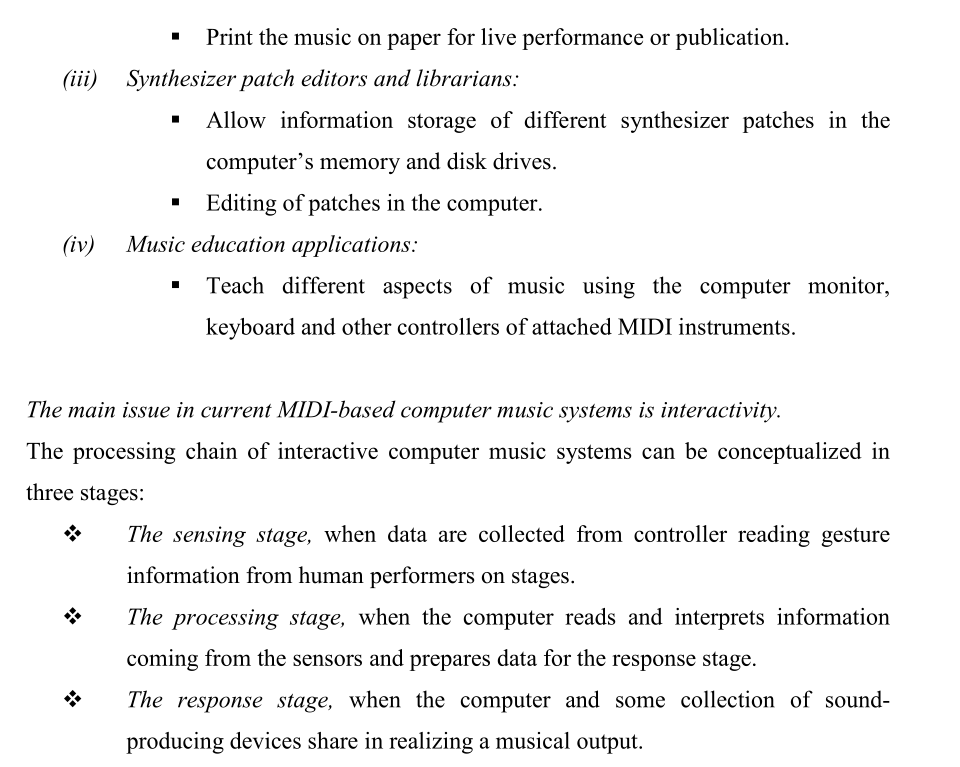 ▪ Print the music on paper for live performance or publication.
(iii) Synthesizer patch editors and librarians:
▪ Allow information storage of different synthesizer patches in the
computer’s memory and disk drives.
▪ Editing of patches in the computer.
(iv) Music education applications:
▪ Teach different aspects of music using the computer monitor,
keyboard and other controllers of attached MIDI instruments.
The main issue in current MIDI-based computer music systems is interactivity.
The processing chain of interactive computer music systems can be conceptualized in
three stages:
❖ The sensing stage, when data are collected from controller reading gesture
information from human performers on stages.
❖ The processing stage, when the computer reads and interprets information
coming from the sensors and prepares data for the response stage.
❖ The response stage, when the computer and some collection of sound-
producing devices share in realizing a musical output.